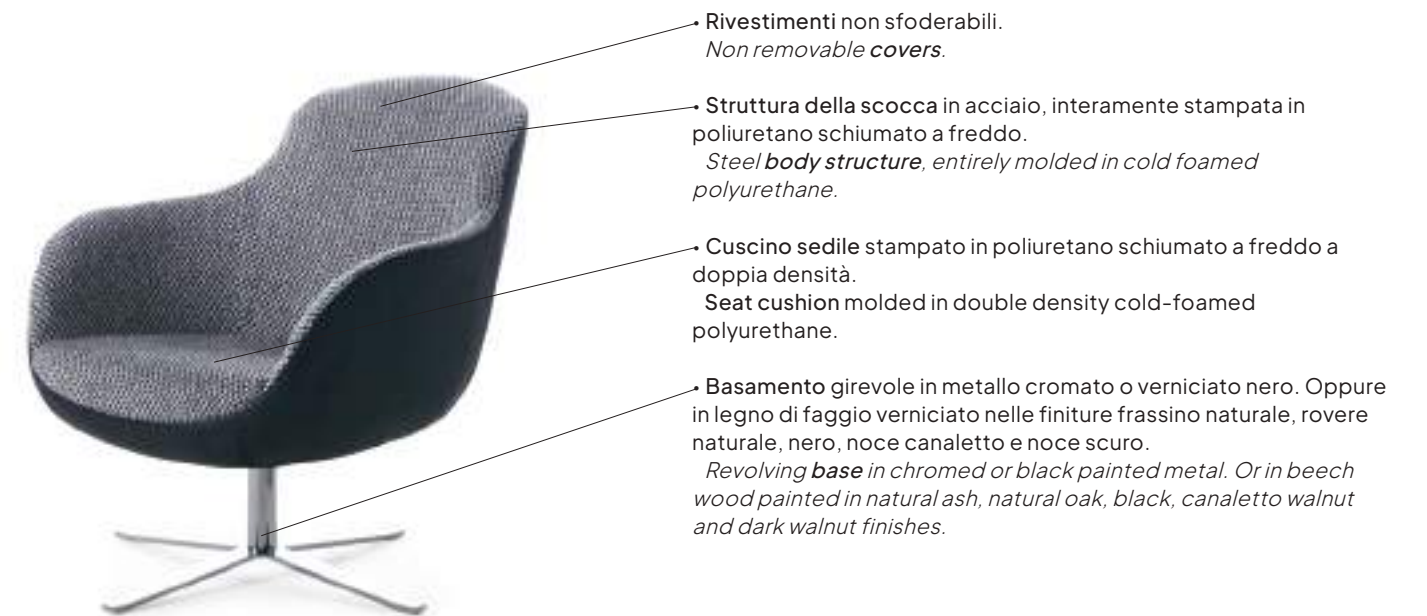 • Rivestimenti non sfoderabili.
Non removable covers.
• Struttura della scocca in acciaio, interamente stampata in
poliuretano schiumato a freddo.
Steel body structure, entirely molded in cold foamed
polyurethane.
• Cuscino sedile stampato in poliuretano schiumato a freddo a
doppia densità.
Seat cushion molded in double density cold-foamed
polyurethane.
• Basamento girevole in metallo cromato o verniciato nero. Oppure
in legno di faggio verniciato nelle finiture frassino naturale, rovere
naturale, nero, noce canaletto e noce scuro.
Revolving base in chromed or black painted metal. Or in beech
wood painted in natural ash, natural oak, black, canaletto walnut
and dark walnut finishes.